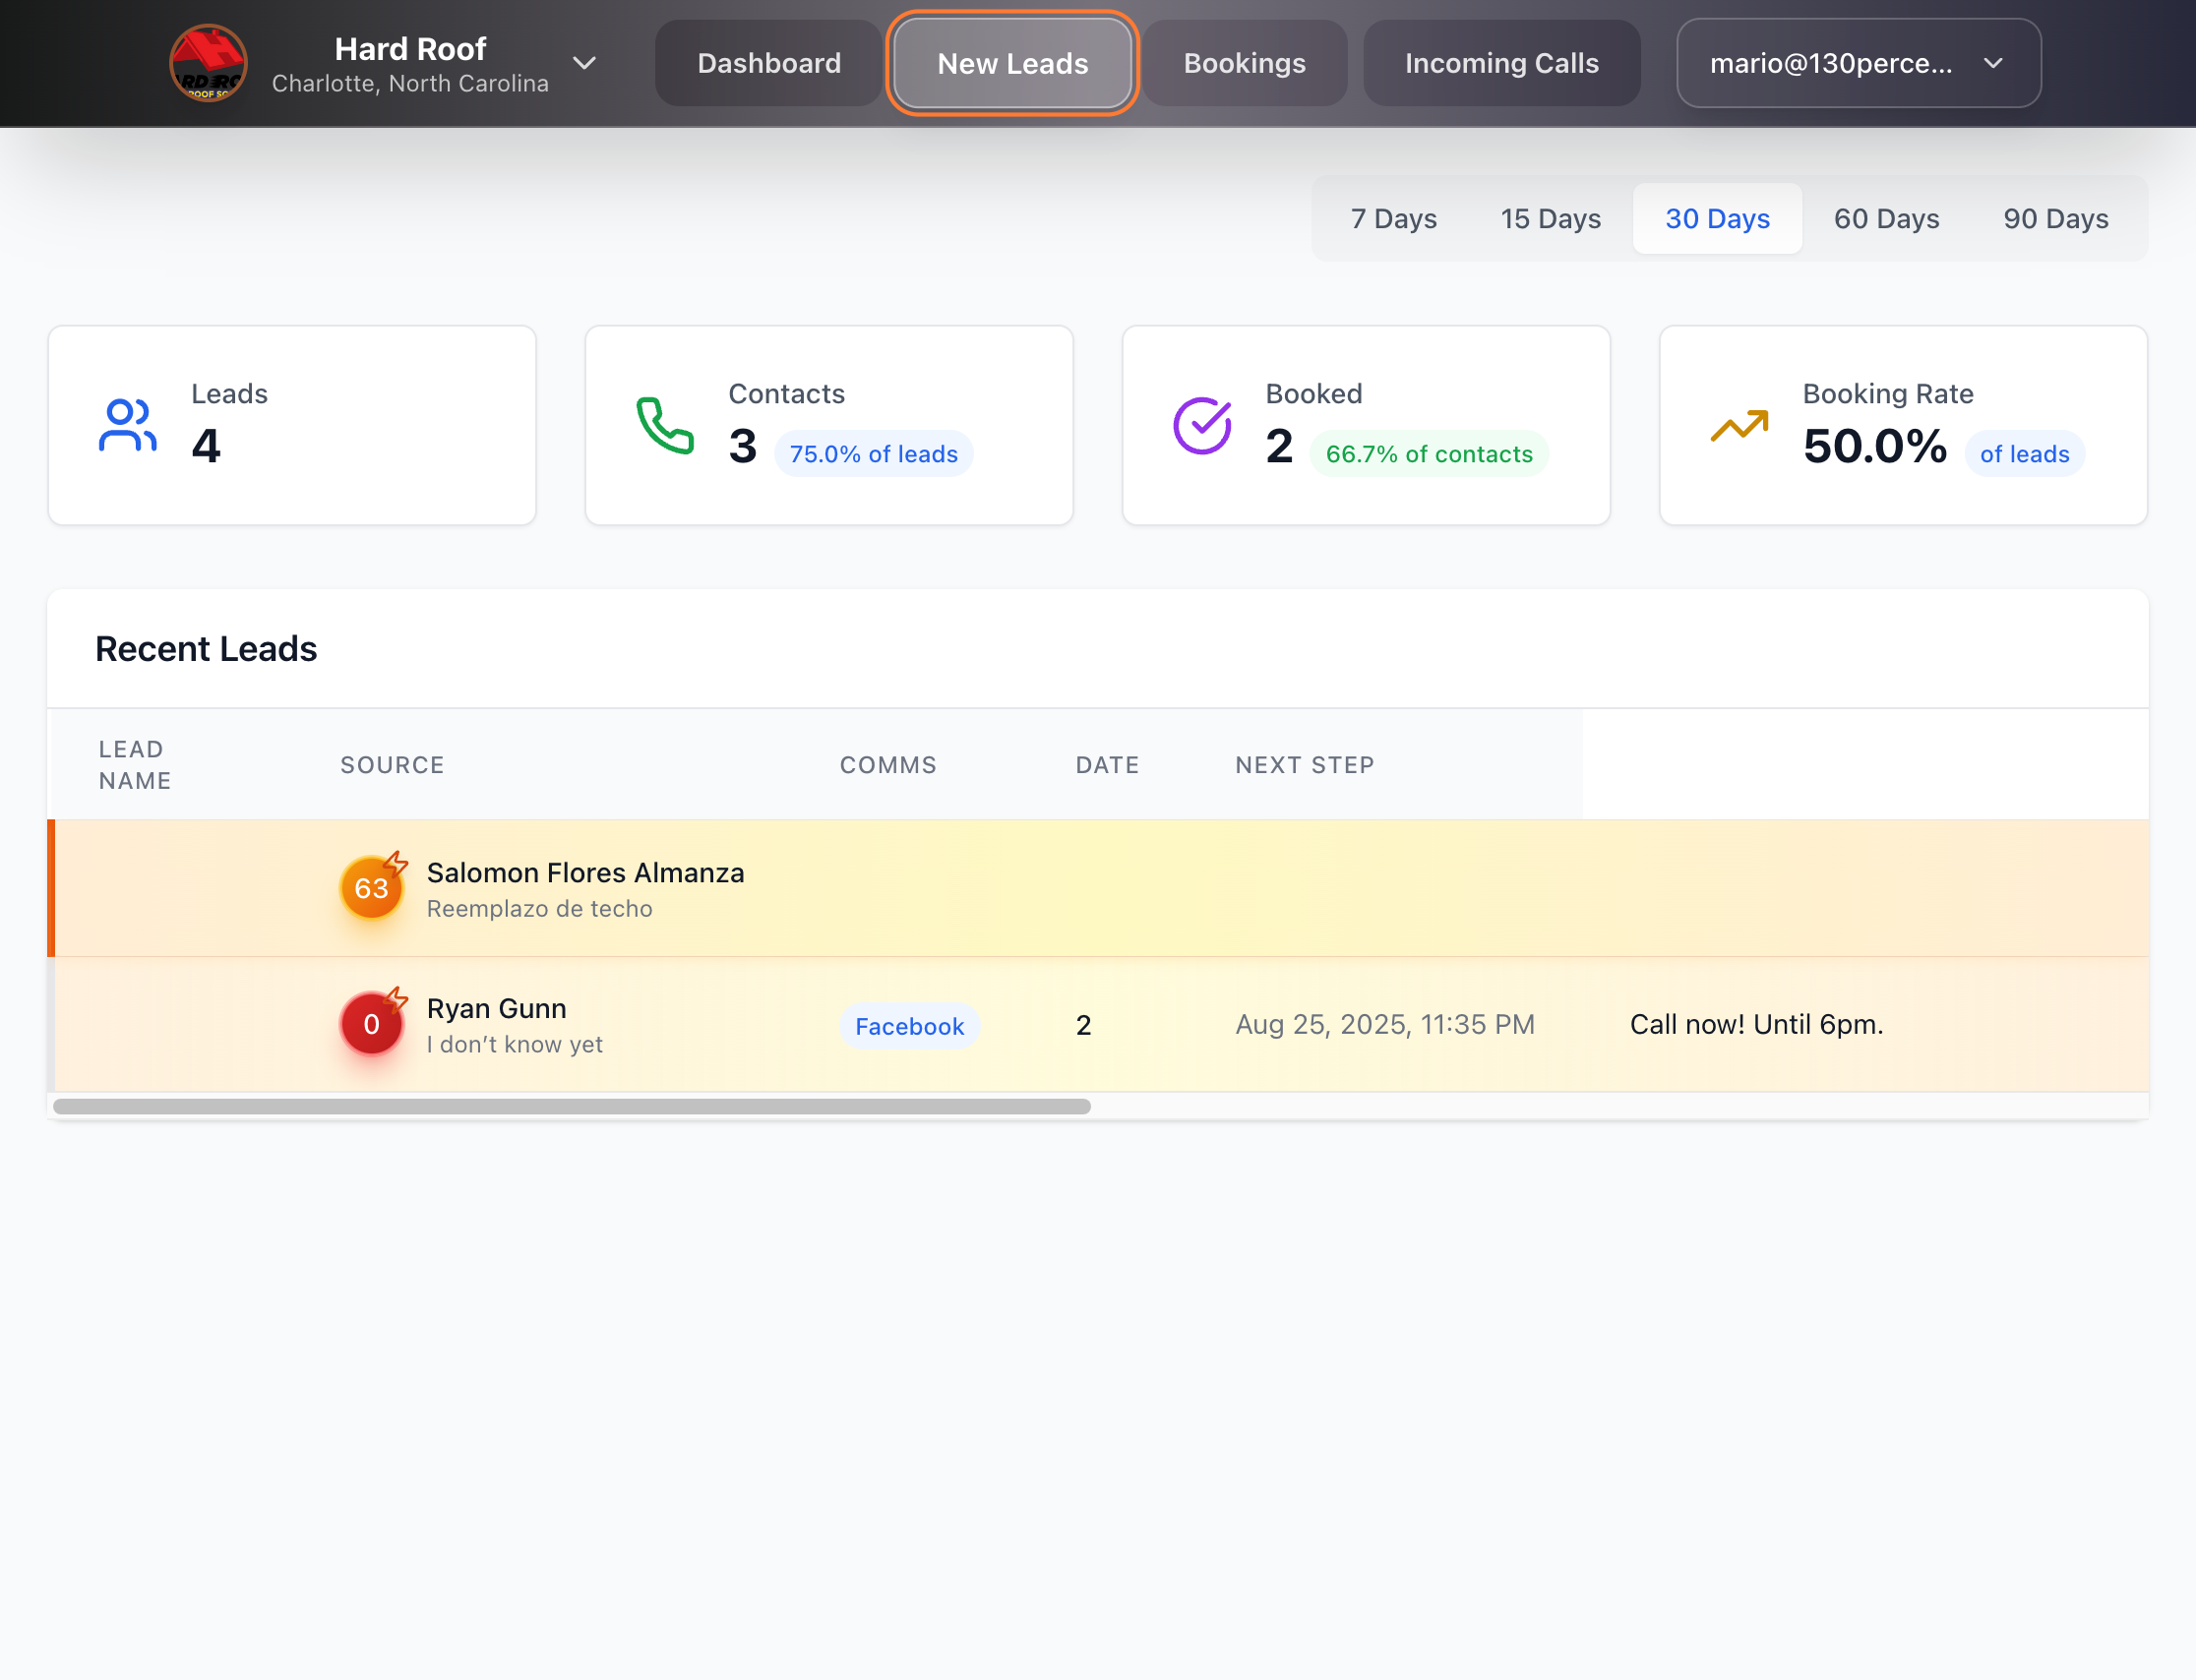 Hard Roof
Charlotte, North Carolina
Dashboard
New Leads
Bookings
Incoming Calls
mario@130perce...
7 Days
15 Days
30 Days
60 Days
90 Days
Leads
4
Contacts
3 75.0% of leads
Booked
2 66.7% of contacts
Booking Rate
50.0% of leads
Recent Leads
LEAD
NAME
SOURCE
COMMS
DATE
NEXT STEP
63
Salomon Flores Almanza
Reemplazo de techo
0
Ryan Gunn
I don’t know yet
Facebook
2
Aug 25, 2025, 11:35 PM
Call now! Until 6pm.